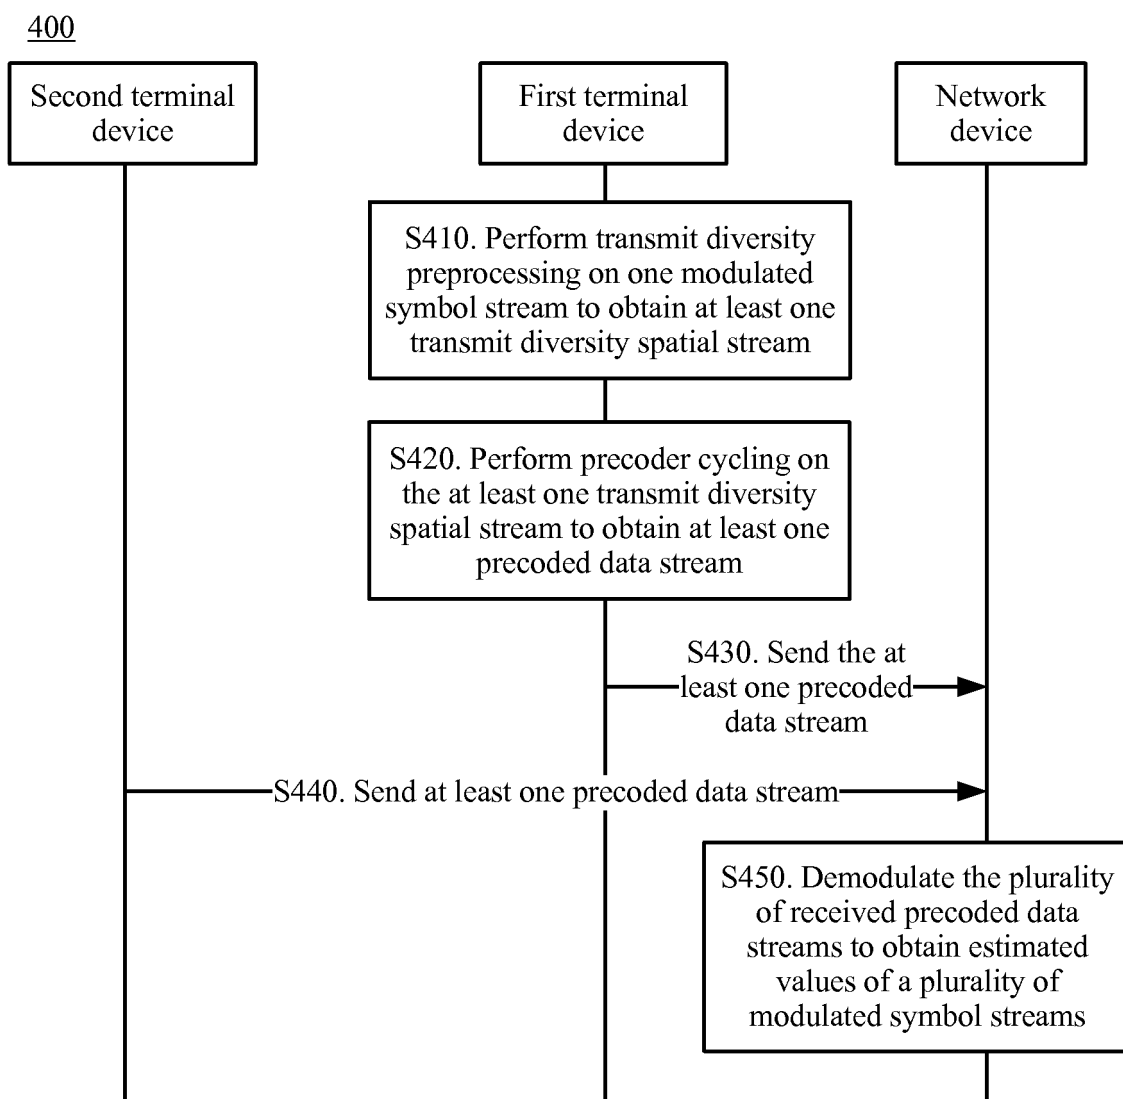 400
Second terminal
device
First terminal
device
Network
device
S410. Perform transmit diversity
preprocessing on one modulated
symbol stream to obtain at least one
transmit diversity spatial stream
S420. Perform precoder cycling on
the at least one transmit diversity
spatial stream to obtain at least one
precoded data stream
S430. Send the at
least one precoded
data stream
S440. Send at least one precoded data stream
S450. Demodulate the plurality
of received precoded data
streams to obtain estimated
values of a plurality of
modulated symbol streams